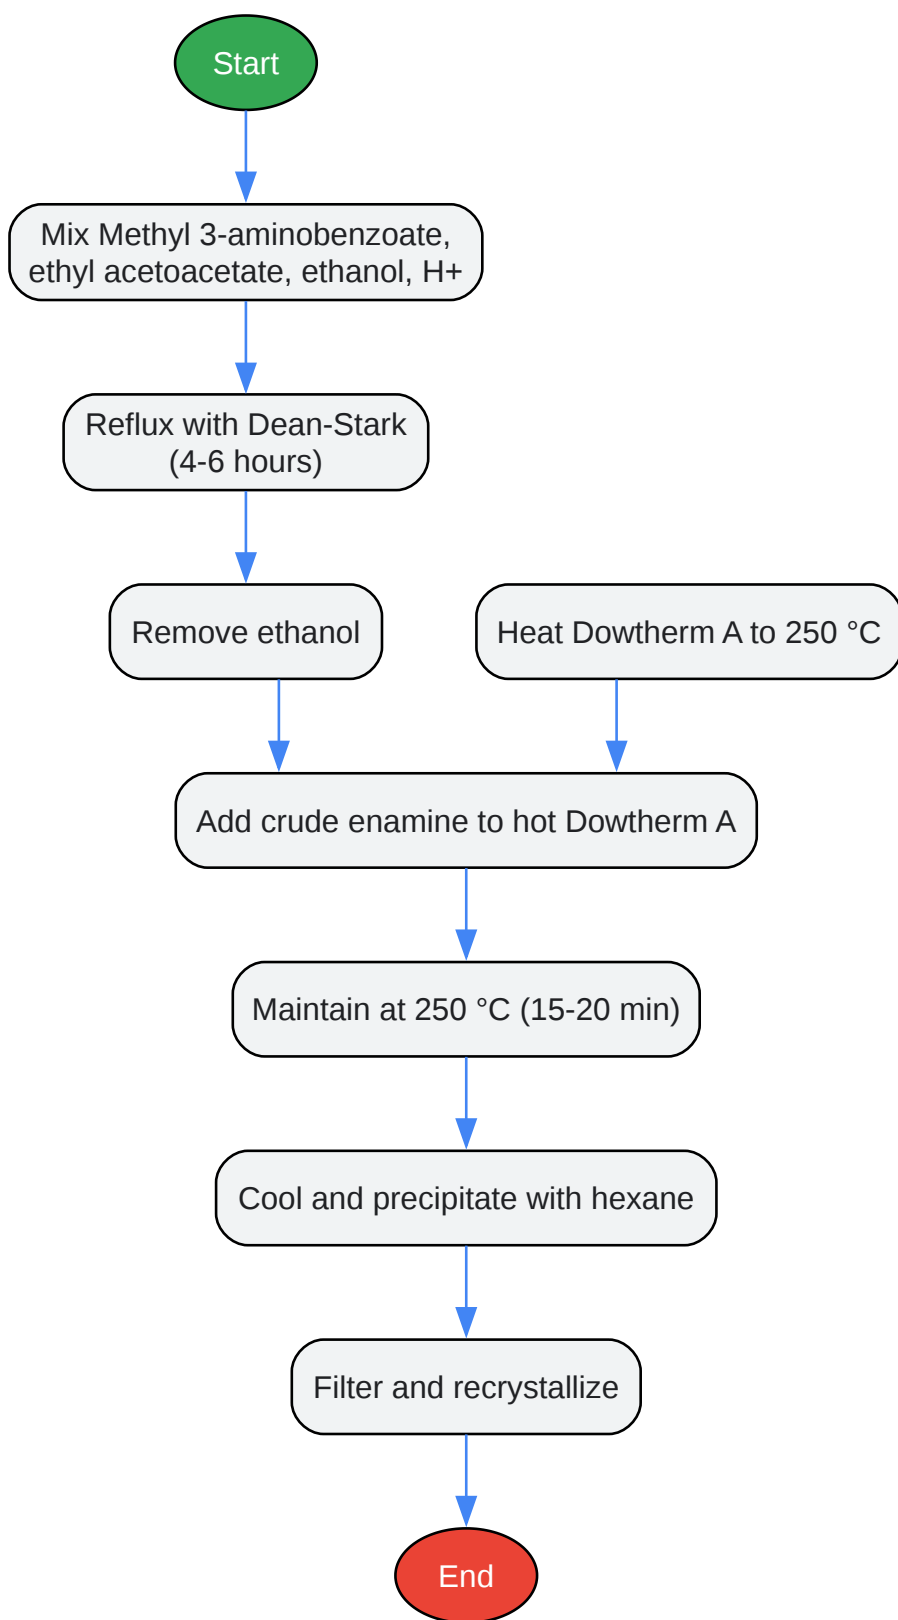 Start
Mix Methyl 3-aminobenzoate,
ethyl acetoacetate, ethanol, H+
Reflux with Dean-Stark
(4-6 hours)
Remove ethanol
Heat Dowtherm A to 250 °C
Add crude enamine to hot Dowtherm A
Maintain at 250 °C (15-20 min)
Cool and precipitate with hexane
Filter and recrystallize
End